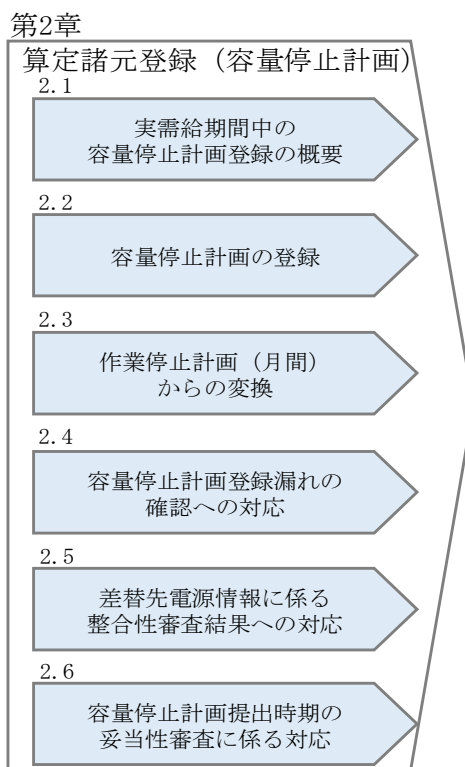 第2章
算定諸元登録（容量停止計画）
2.1
実需給期間中の
容量停止計画登録の概要
2.2
容量停止計画の登録
2.3
作業停止計画（月間）
からの変換
2.4
容量停止計画登録漏れの
確認への対応
2.5
差替先電源情報に係る
整合性審査結果への対応
2.6
容量停止計画提出時期の
妥当性審査に係る対応